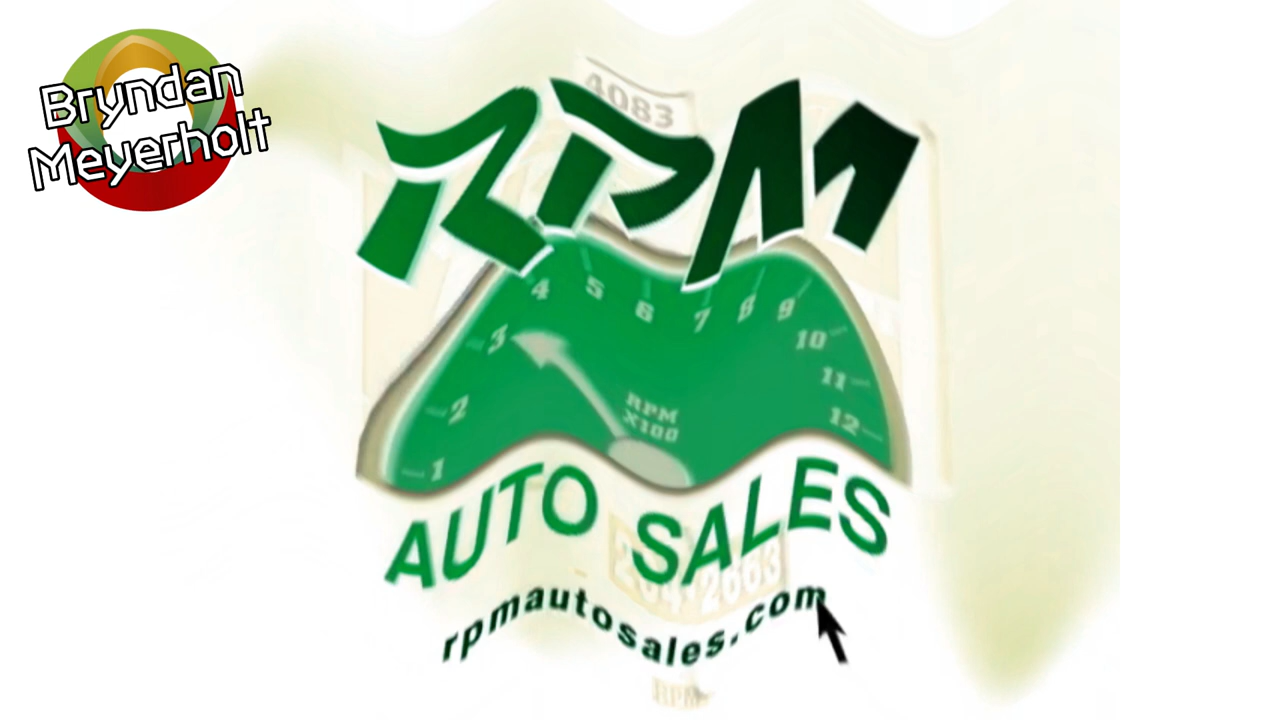 Bryndan
Meyerholt
4083
RPM
4 5 6 7 8 9
3 10
11
2 12
1
RPM
X100
AUTO SALES
rpmautosales.com
RPM